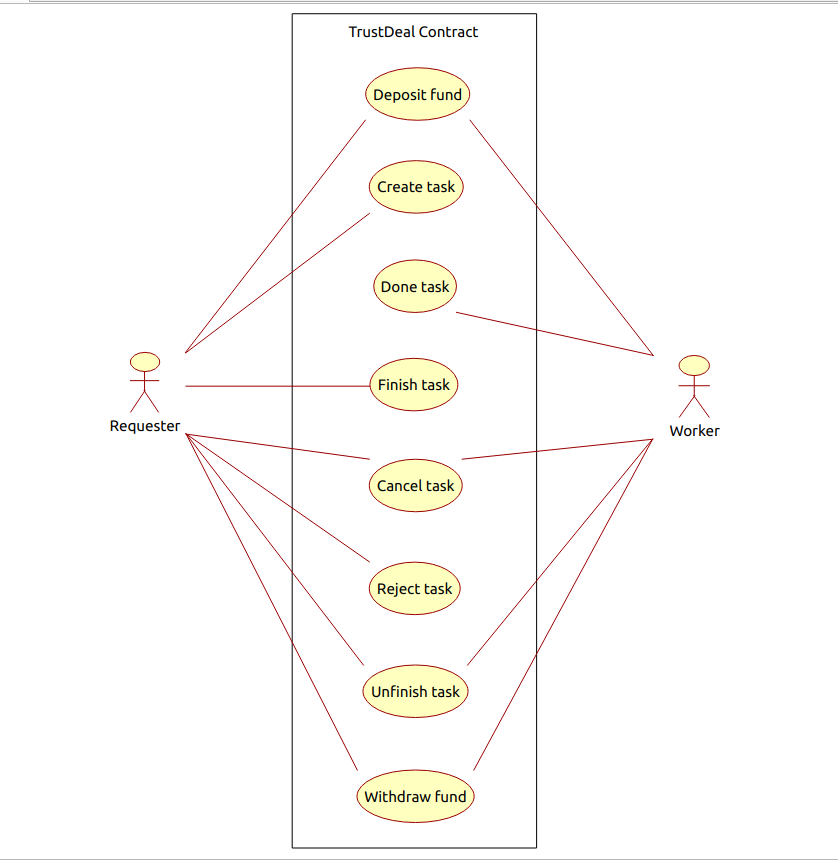 TrustDeal Contract
Deposit fund
Create task
Done task
Finish task
Requester
Worker
Cancel task
Reject task
Unfinish task
Withdraw fund